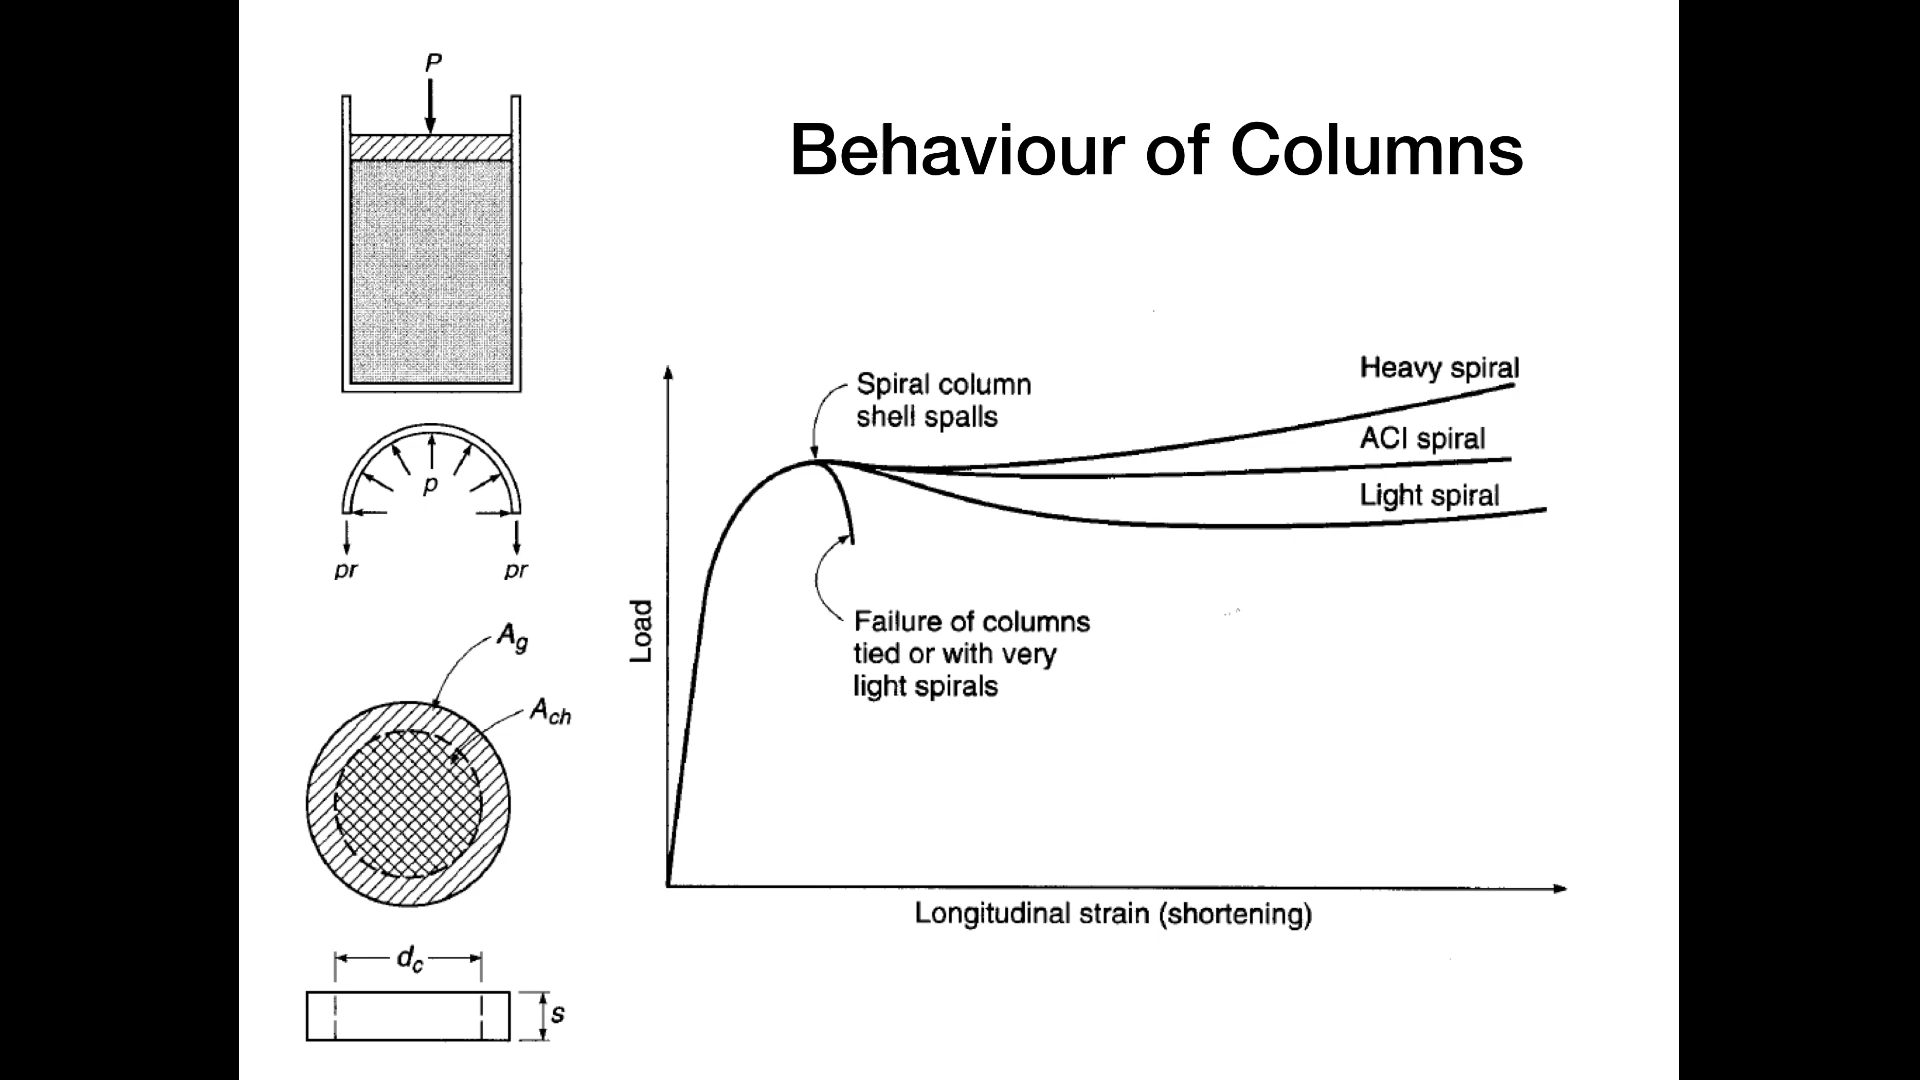 Behaviour of Columns
P
p
pr
pr
Ag
Ach
dc
s
Load
Spiral column
shell spalls
Heavy spiral
ACI spiral
Light spiral
Failure of columns
tied or with very
light spirals
Longitudinal strain (shortening)